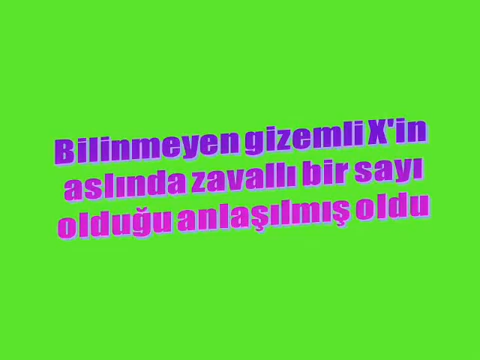 Bilinmeyen gizemli X'in
aslında zavallı bir sayı
olduğu anlaşılmış oldu